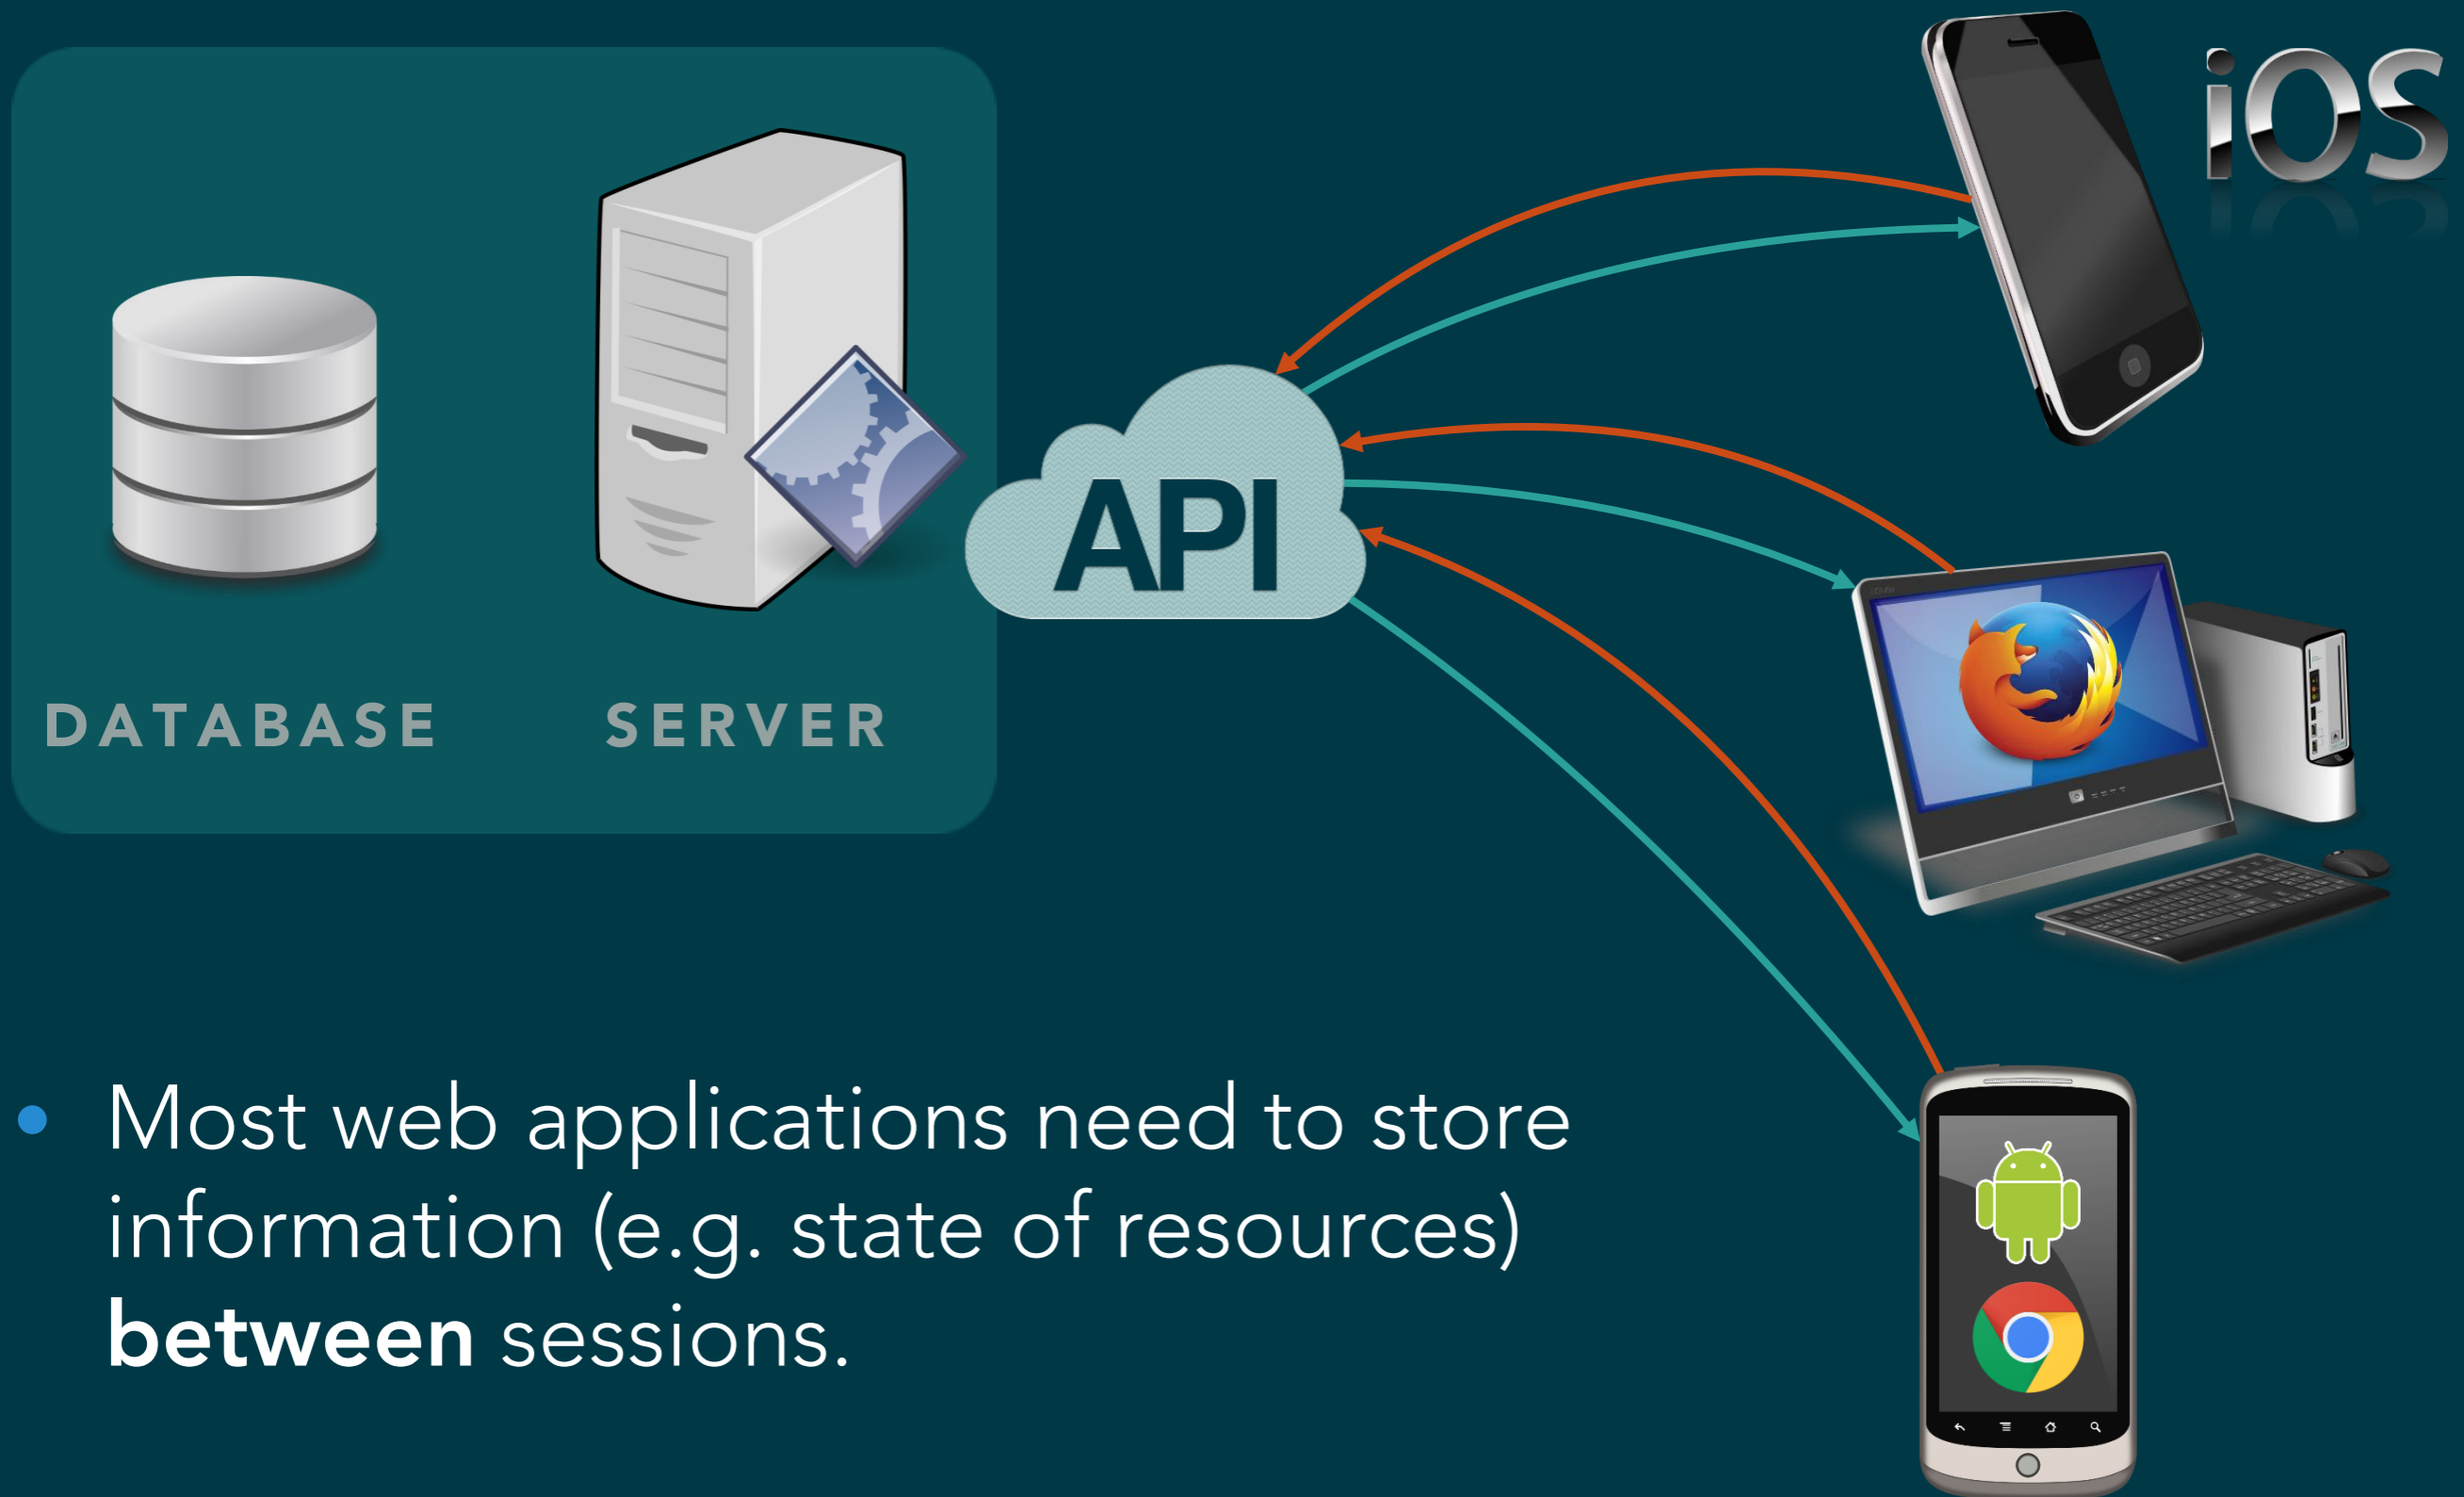 iOS
API
DATABASE SERVER
• Most web applications need to store
information (e.g. state of resources)
between sessions.